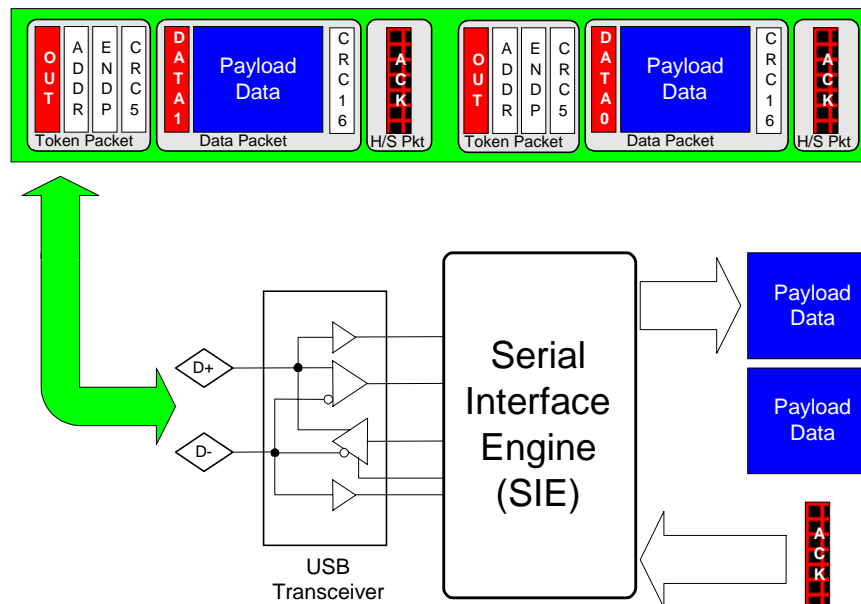 OUT
ADDR
ENDP
CRC5
Token Packet
DATA1
Payload
Data
CRC16
Data Packet
ACK
H/S Pkt
OUT
ADDR
ENDP
CRC5
Token Packet
DATA0
Payload
Data
CRC16
Data Packet
ACK
H/S Pkt
D+
D-
USB
Transceiver
Serial
Interface
Engine
(SIE)
Payload
Data
Payload
Data
ACK